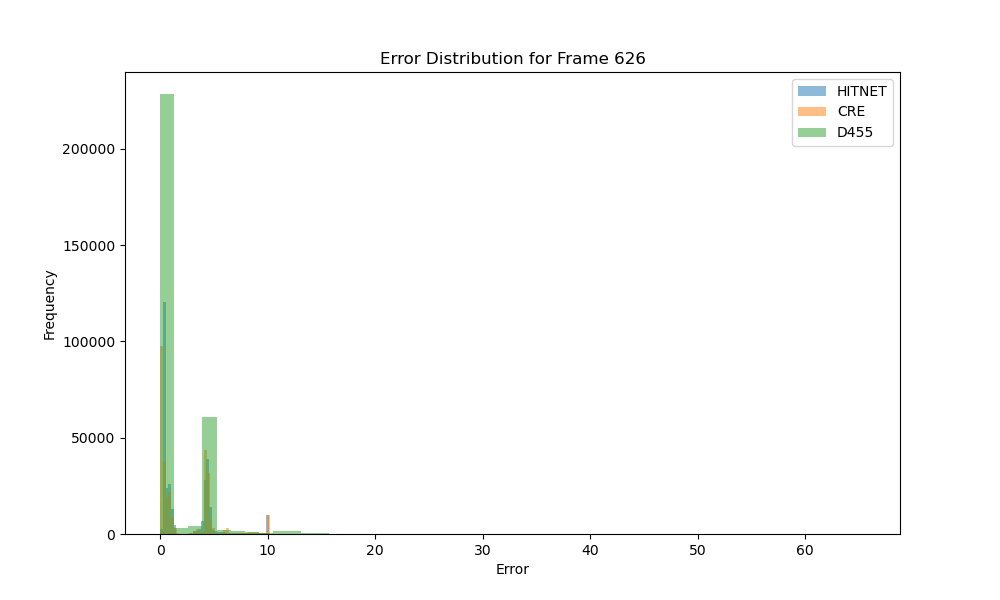 Error Distribution for Frame 626
HITNET
CRE
D455
Frequency
200000
150000
100000
50000
0
0 10 20 30 40 50 60
Error